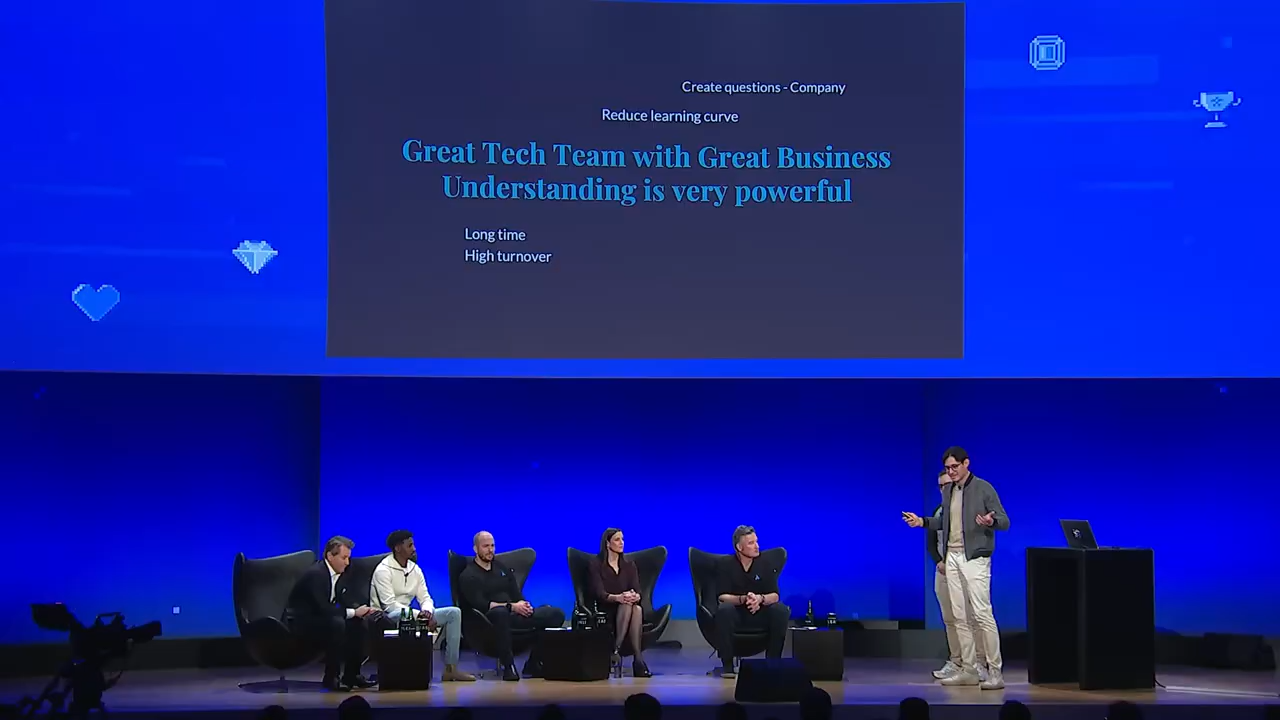 Create questions - Company
Reduce learning curve
Great Tech Team with Great Business
Understanding is very powerful
Long time
High turnover